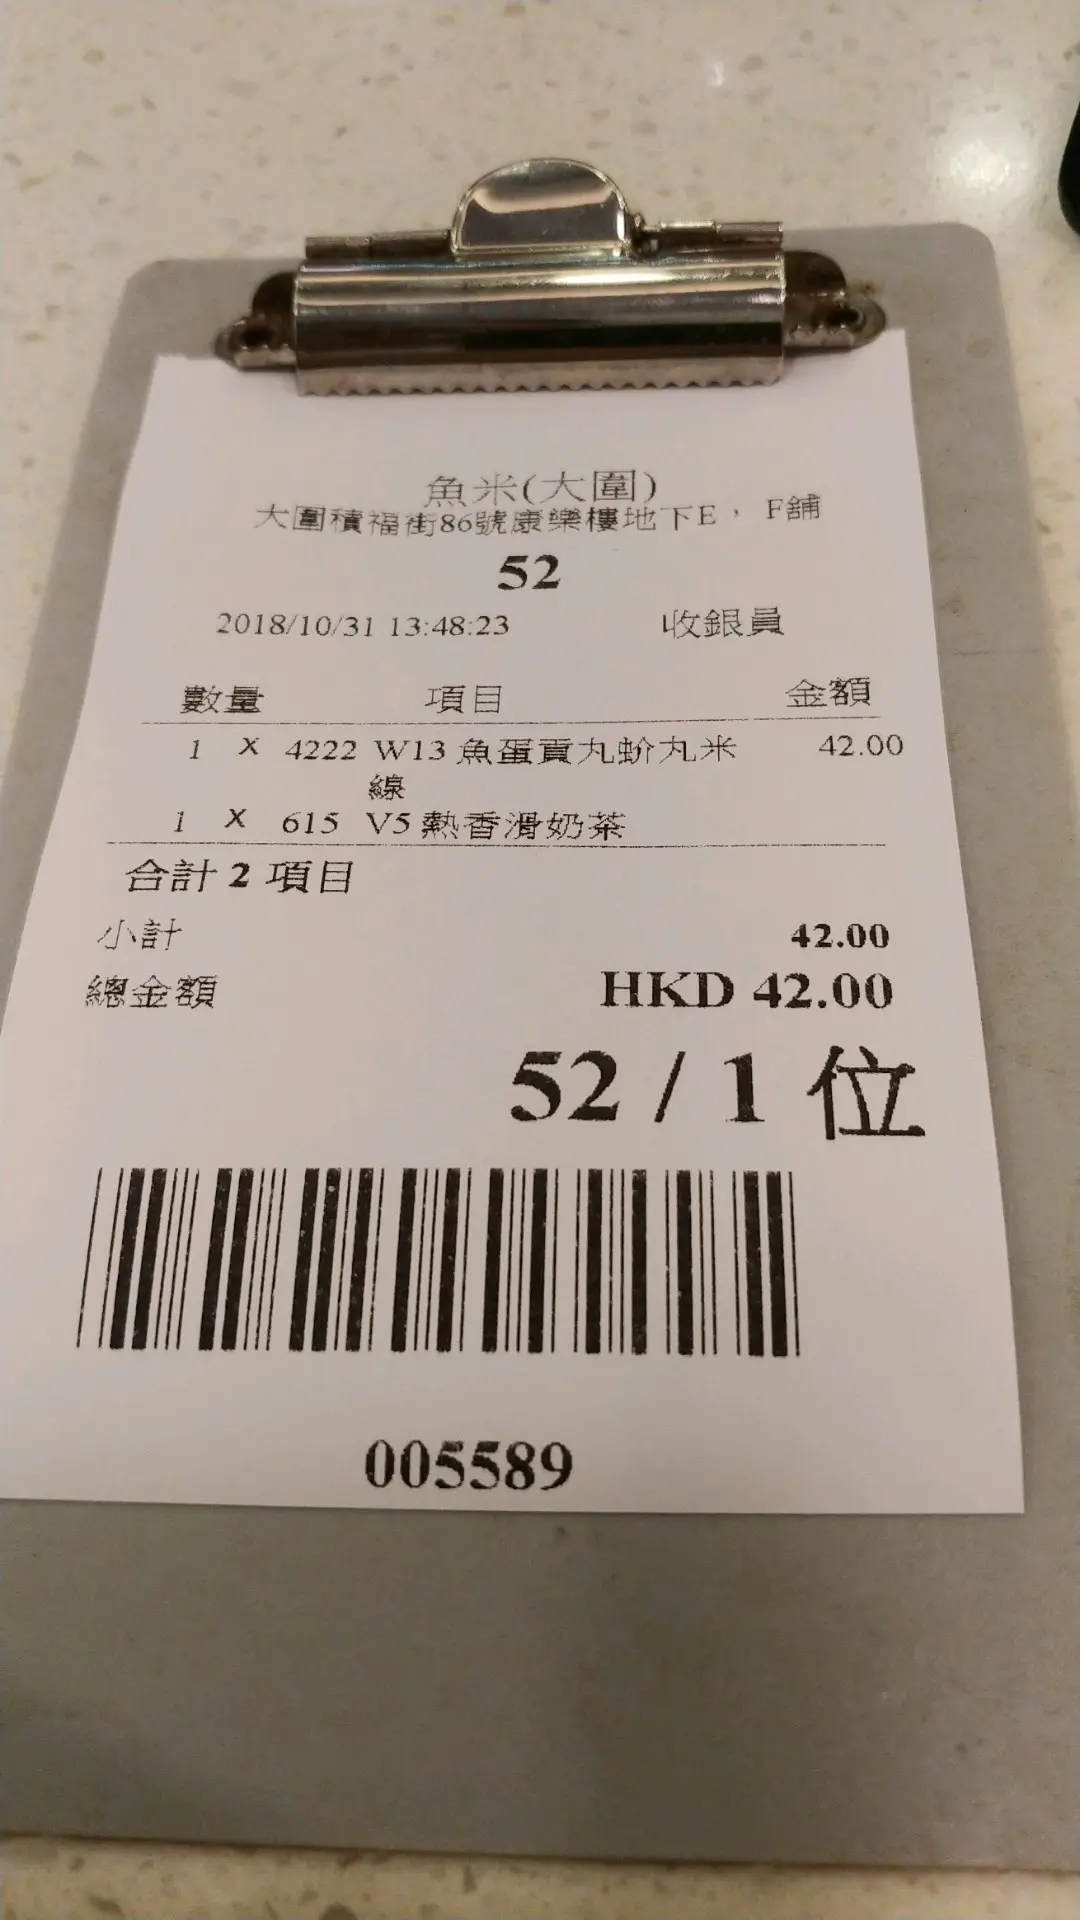 魚米(大圍)
大圍積福街86號康樂樓地下E， F舖
52
2018/10/31 13:48:23 收銀員
數量 項目 金額
1 X 4222 W13 魚蛋貢丸蚧丸米 42.00
線
1 X 615 V5 熱香滑奶茶
合計 2 項目
小計 42.00
總金額 HKD 42.00
52 / 1 位
005589